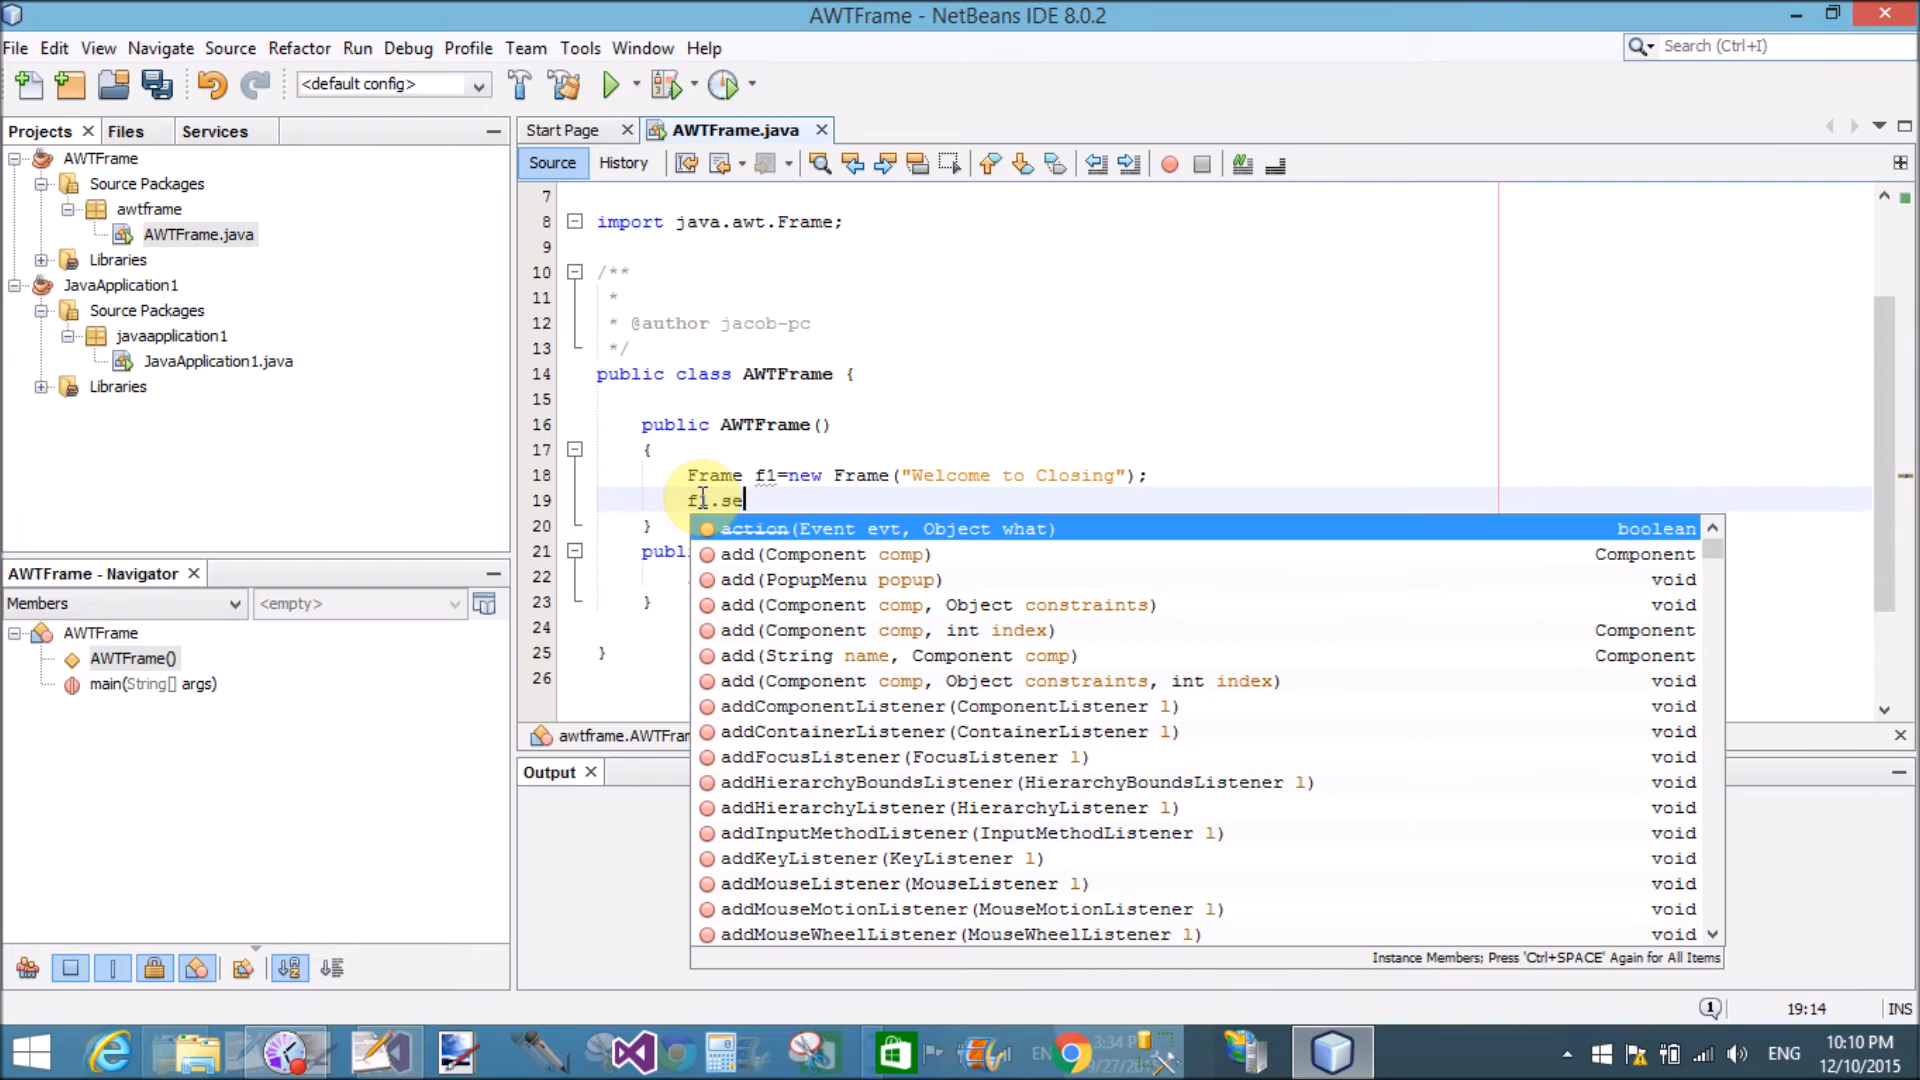 AWTFrame - NetBeans IDE 8.0.2
File Edit View Navigate Source Refactor Run Debug Profile Team Tools Window Help
Search (Ctrl+I)
<default config>
Projects Files Services
Start Page AWTFrame.java
Source History
AWTFrame
Source Packages
awtframe
AWTFrame.java
Libraries
JavaApplication1
Source Packages
javaapplication1
JavaApplication1.java
Libraries
7
8 import java.awt.Frame;
9
10 /**
11 *
12 * @author jacob-pc
13 */
14 public class AWTFrame {
15
16 public AWTFrame()
17 {
18 Frame f1=new Frame("Welcome to Closing");
19 f1.se
20 }
21 publ
22
23 }
24
25 }
26
action(Event evt, Object what) boolean
add(Component comp) Component
add(PopupMenu popup) void
add(Component comp, Object constraints) void
add(Component comp, int index) Component
add(String name, Component comp) Component
add(Component comp, Object constraints, int index) void
addComponentListener(ComponentListener l) void
addContainerListener(ContainerListener l) void
addFocusListener(FocusListener l) void
addHierarchyBoundsListener(HierarchyBoundsListener l) void
addHierarchyListener(HierarchyListener l) void
addInputMethodListener(InputMethodListener l) void
addKeyListener(KeyListener l) void
addMouseListener(MouseListener l) void
addMouseMotionListener(MouseMotionListener l) void
addMouseWheelListener(MouseWheelListener l) void
Instance Members; Press 'Ctrl+SPACE' Again for All Items
AWTFrame - Navigator
Members <empty>
AWTFrame
AWTFrame()
main(String[] args)
awtframe.AWTFra
Output
1 19:14 INS
ENG
10:10 PM
12/10/2015